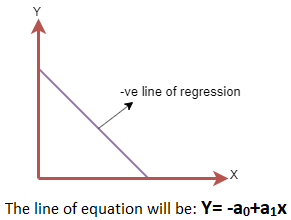 Y
-ve line of regression
X
The line of equation will be: Y= -a₀+a₁x